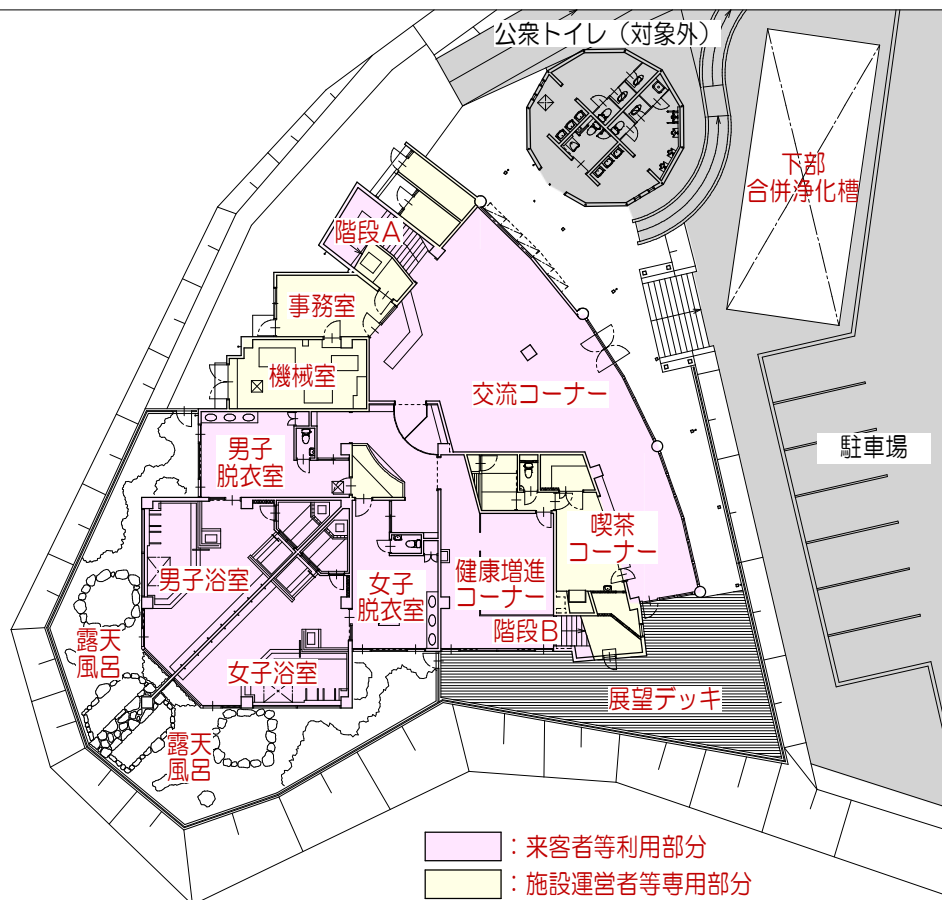 公衆トイレ（対象外）
下部
合併浄化槽
階段A
事務室
機械室
交流コーナー
男子
脱衣室
駐車場
喫茶
コーナー
男子浴室
女子
脱衣室
健康増進
コーナー
階段B
露天
風呂
女子浴室
展望デッキ
露天
風呂
：来客者等利用部分
：施設運営者等専用部分